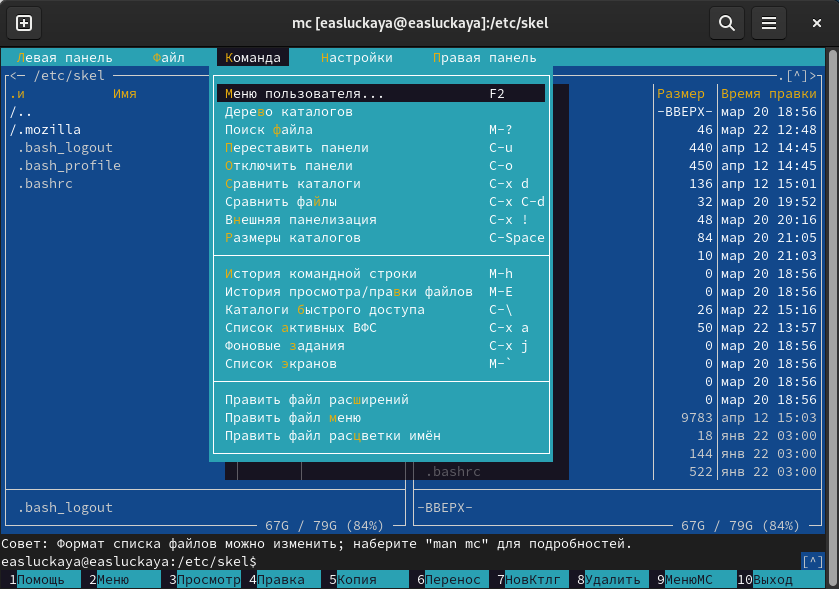 mc [easluckaya@easluckaya]:/etc/skel
Левая панель Файл Команда Настройки Правая панель
<─ /etc/skel .[^]>
.и Имя Размер Время правки
Меню пользователя... F2
Дерево каталогов
Поиск файла M-?
Переставить панели C-u
Отключить панели C-o
Сравнить каталоги C-x d
Сравнить файлы C-x C-d
Внешняя панелизация C-x !
Размеры каталогов C-Space
История командной строки M-h
История просмотра/правки файлов M-E
Каталоги быстрого доступа C-\
Список активных ВФС C-x a
Фоновые задания C-x j
Список экранов M-`
Править файл расширений
Править файл меню
Править файл расцветки имён
/..
/.mozilla
.bash_logout
.bash_profile
.bashrc
-ВВЕРХ- мар 20 18:56
46 мар 22 12:48
440 апр 12 14:45
450 апр 12 14:45
136 апр 12 15:01
32 мар 20 19:52
48 мар 20 20:16
84 мар 20 21:05
10 мар 20 21:03
0 мар 20 18:56
0 мар 20 18:56
26 мар 22 15:16
50 мар 22 13:57
0 мар 20 18:56
0 мар 20 18:56
0 мар 20 18:56
0 мар 20 18:56
9783 апр 12 15:03
18 янв 22 03:00
144 янв 22 03:00
.bashrc 522 янв 22 03:00
.bash_logout -ВВЕРХ-
67G / 79G (84%) 67G / 79G (84%)
Совет: Формат списка файлов можно изменить; наберите "man mc" для подробностей.
easluckaya@easluckaya:/etc/skel$ [^]
1Помощь 2Меню 3Просмотр 4Правка 5Копия 6Перенос 7НовКтлг 8Удалить 9МенюМС 10Выход